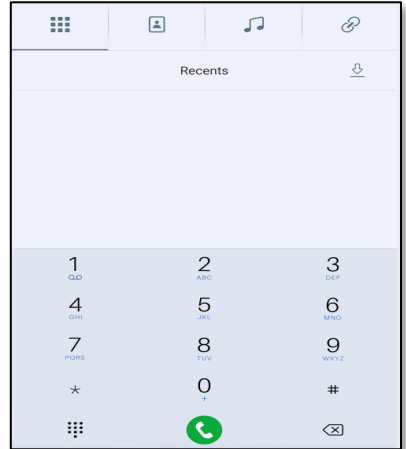 Recents
1 2 3
ABC DEF
4 5 6
GHI JKL MNO
7 8 9
PQRS TUV WXYZ
* 0 #
+